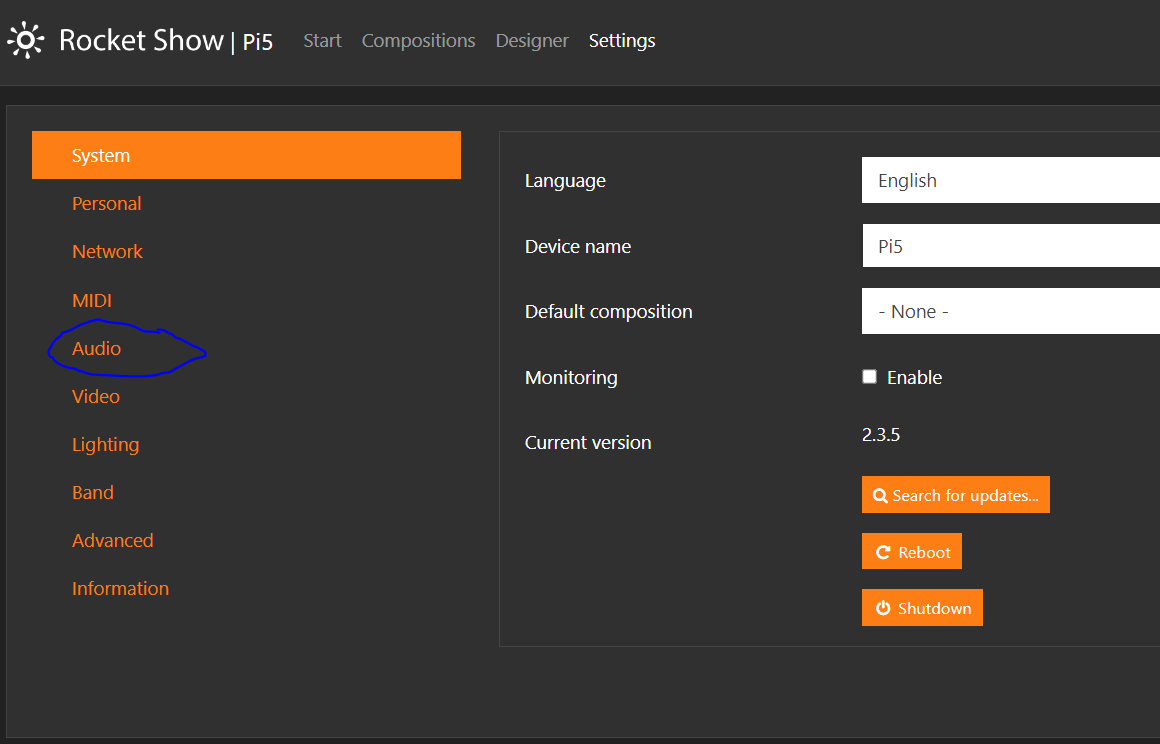 Rocket Show | Pi5 Start Compositions Designer Settings
System
Personal
Network
MIDI
Audio
Video
Lighting
Band
Advanced
Information
Language English
Device name Pi5
Default composition - None -
Monitoring Enable
Current version 2.3.5
Search for updates...
Reboot
Shutdown